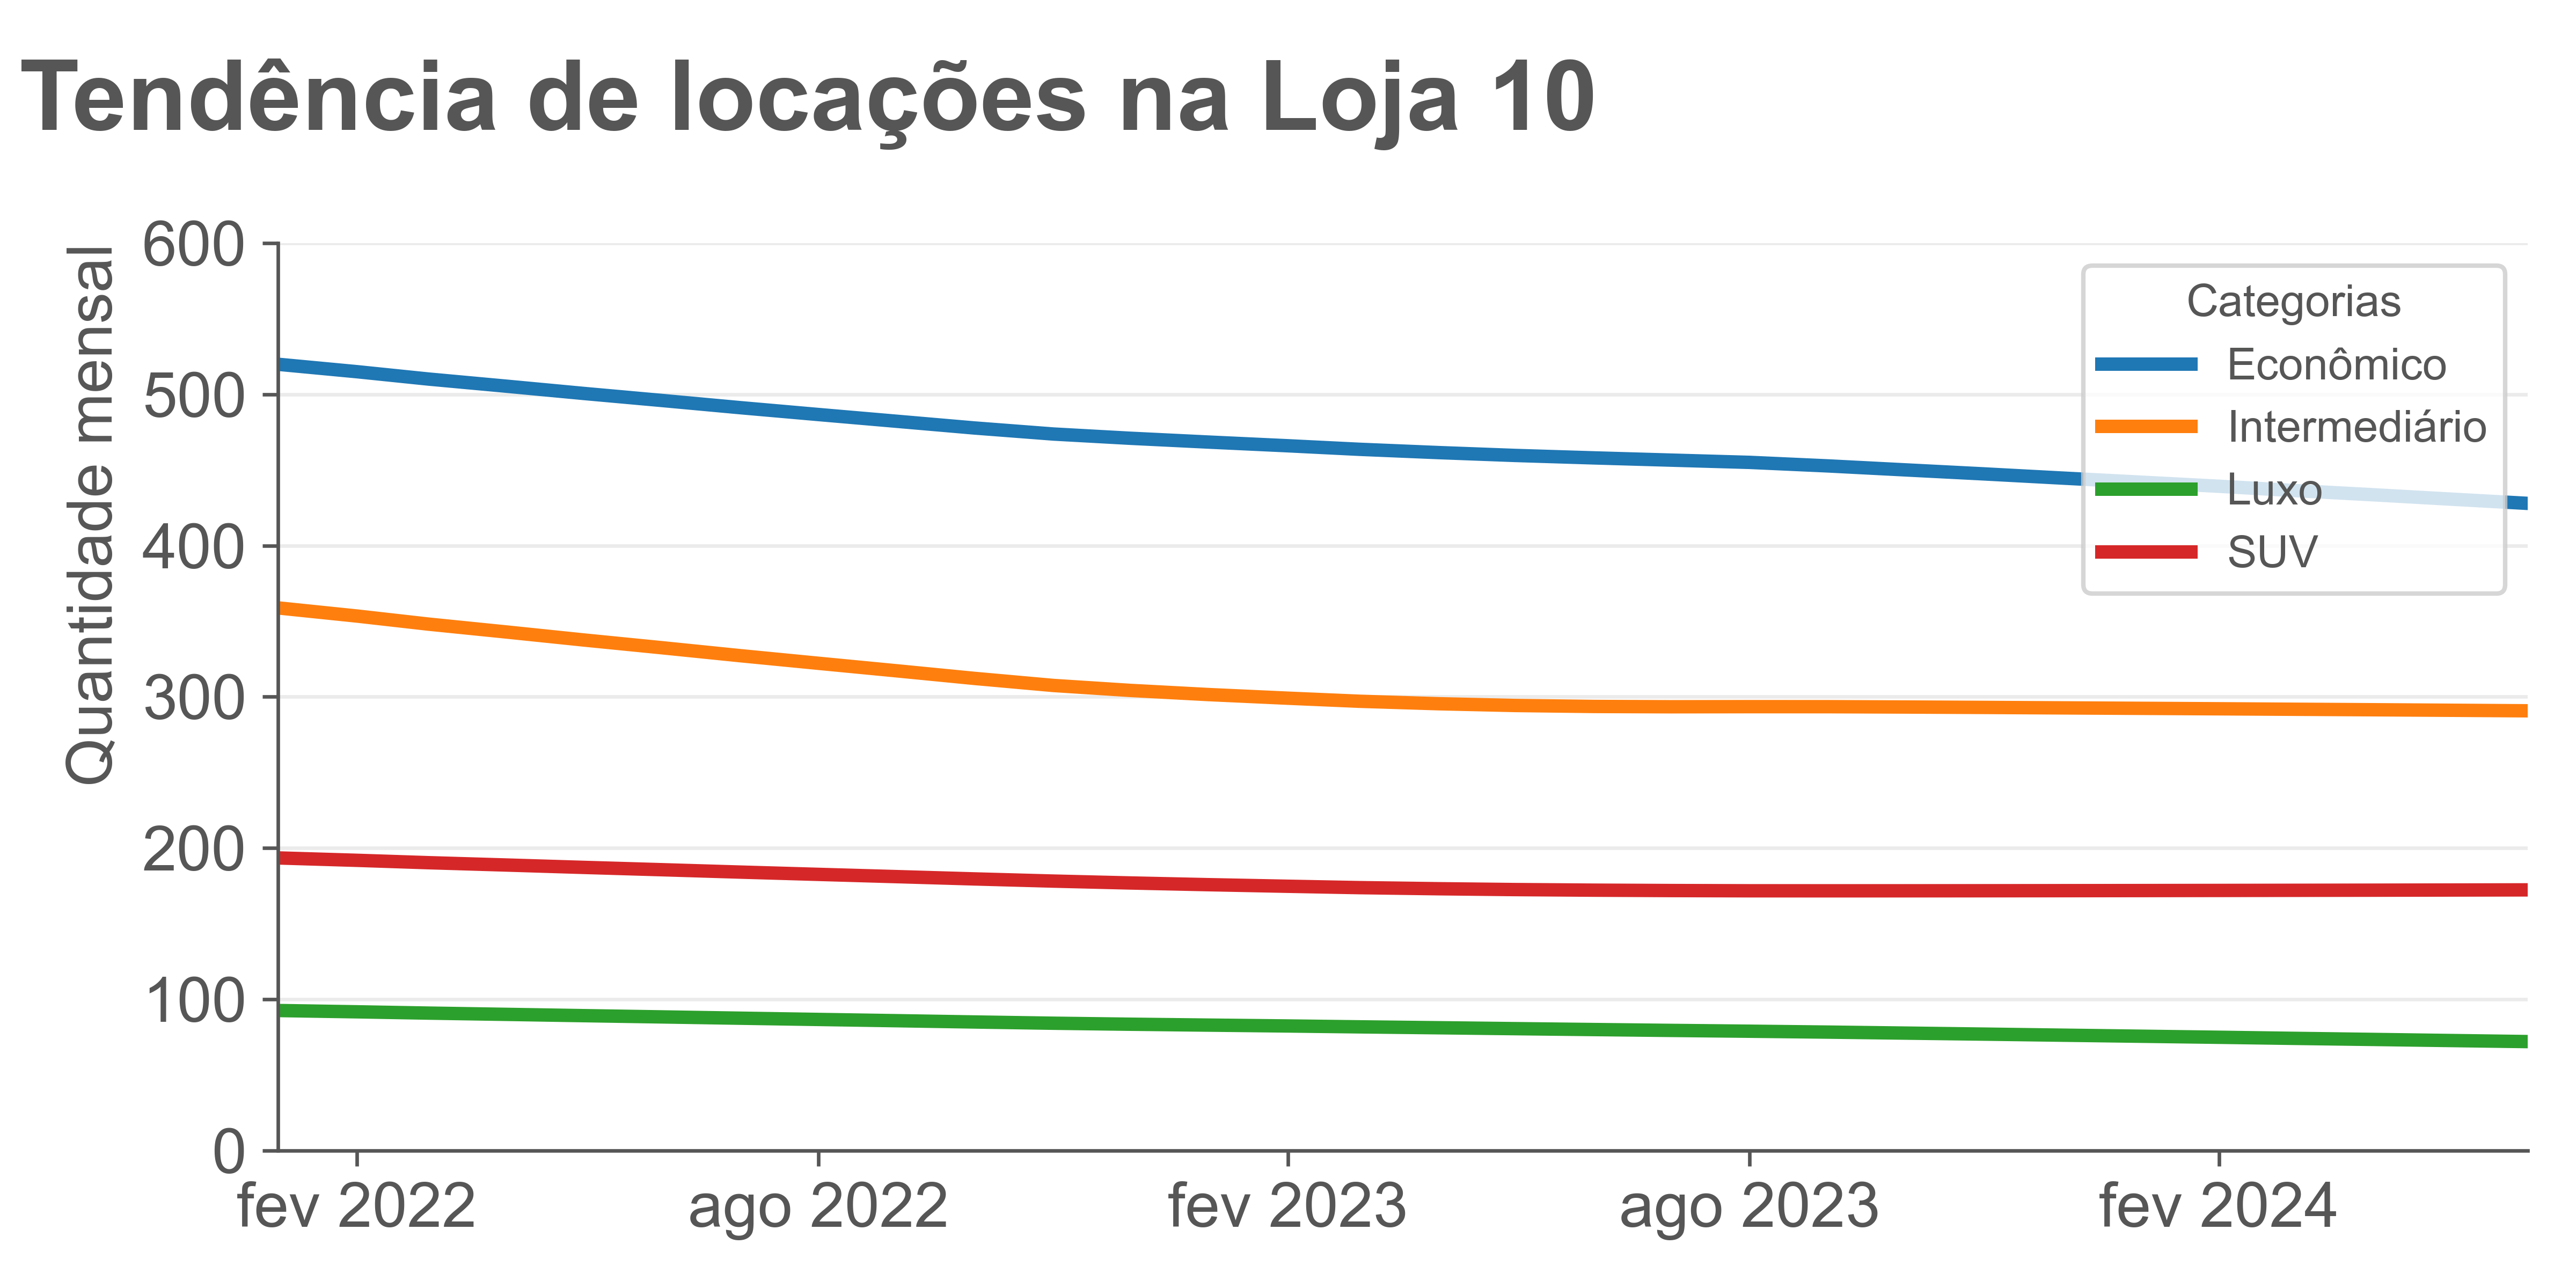 Tendência de locações na Loja 10
Quantidade mensal
600
500
400
300
200
100
0
Categorias
Econômico
Intermediário
Luxo
SUV
fev 2022
ago 2022
fev 2023
ago 2023
fev 2024